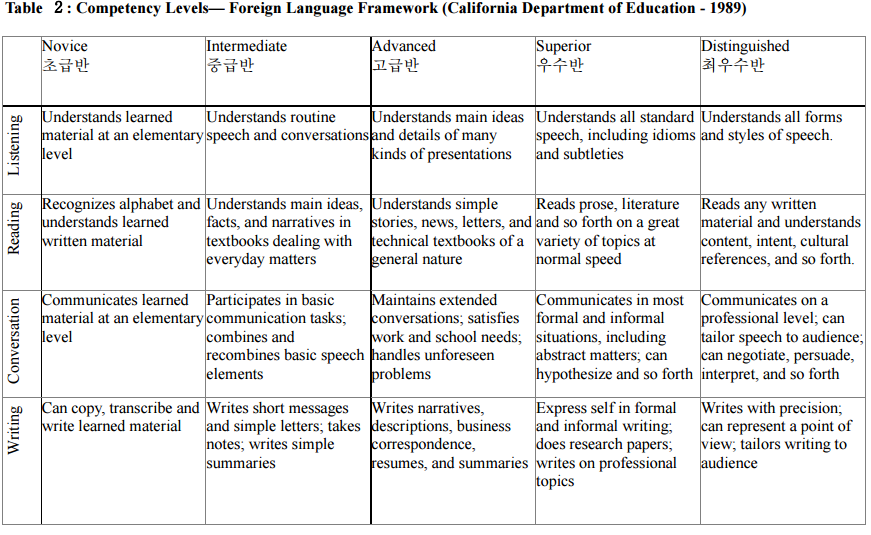 Table 2 : Competency Levels— Foreign Language Framework (California Department of Education - 1989)
Novice
초급반
Intermediate
중급반
Advanced
고급반
Superior
우수반
Distinguished
최우수반
Listening
Understands learned
material at an elementary
level
Understands routine
speech and conversations
Understands main ideas
and details of many
kinds of presentations
Understands all standard
speech, including idioms
and subtleties
Understands all forms
and styles of speech.
Reading
Recognizes alphabet and
understands learned
written material
Understands main ideas,
facts, and narratives in
textbooks dealing with
everyday matters
Understands simple
stories, news, letters, and
technical textbooks of a
general nature
Reads prose, literature
and so forth on a great
variety of topics at
normal speed
Reads any written
material and understands
content, intent, cultural
references, and so forth.
Conversation
Communicates learned
material at an elementary
level
Participates in basic
communication tasks;
combines and
recombines basic speech
elements
Maintains extended
conversations; satisfies
work and school needs;
handles unforeseen
problems
Communicates in most
formal and informal
situations, including
abstract matters; can
hypothesize and so forth
Communicates on a
professional level; can
tailor speech to audience;
can negotiate, persuade,
interpret, and so forth
Writing
Can copy, transcribe and
write learned material
Writes short messages
and simple letters; takes
notes; writes simple
summaries
Writes narratives,
descriptions, business
correspondence,
resumes, and summaries
Express self in formal
and informal writing;
does research papers;
writes on professional
topics
Writes with precision;
can represent a point of
view; tailors writing to
audience